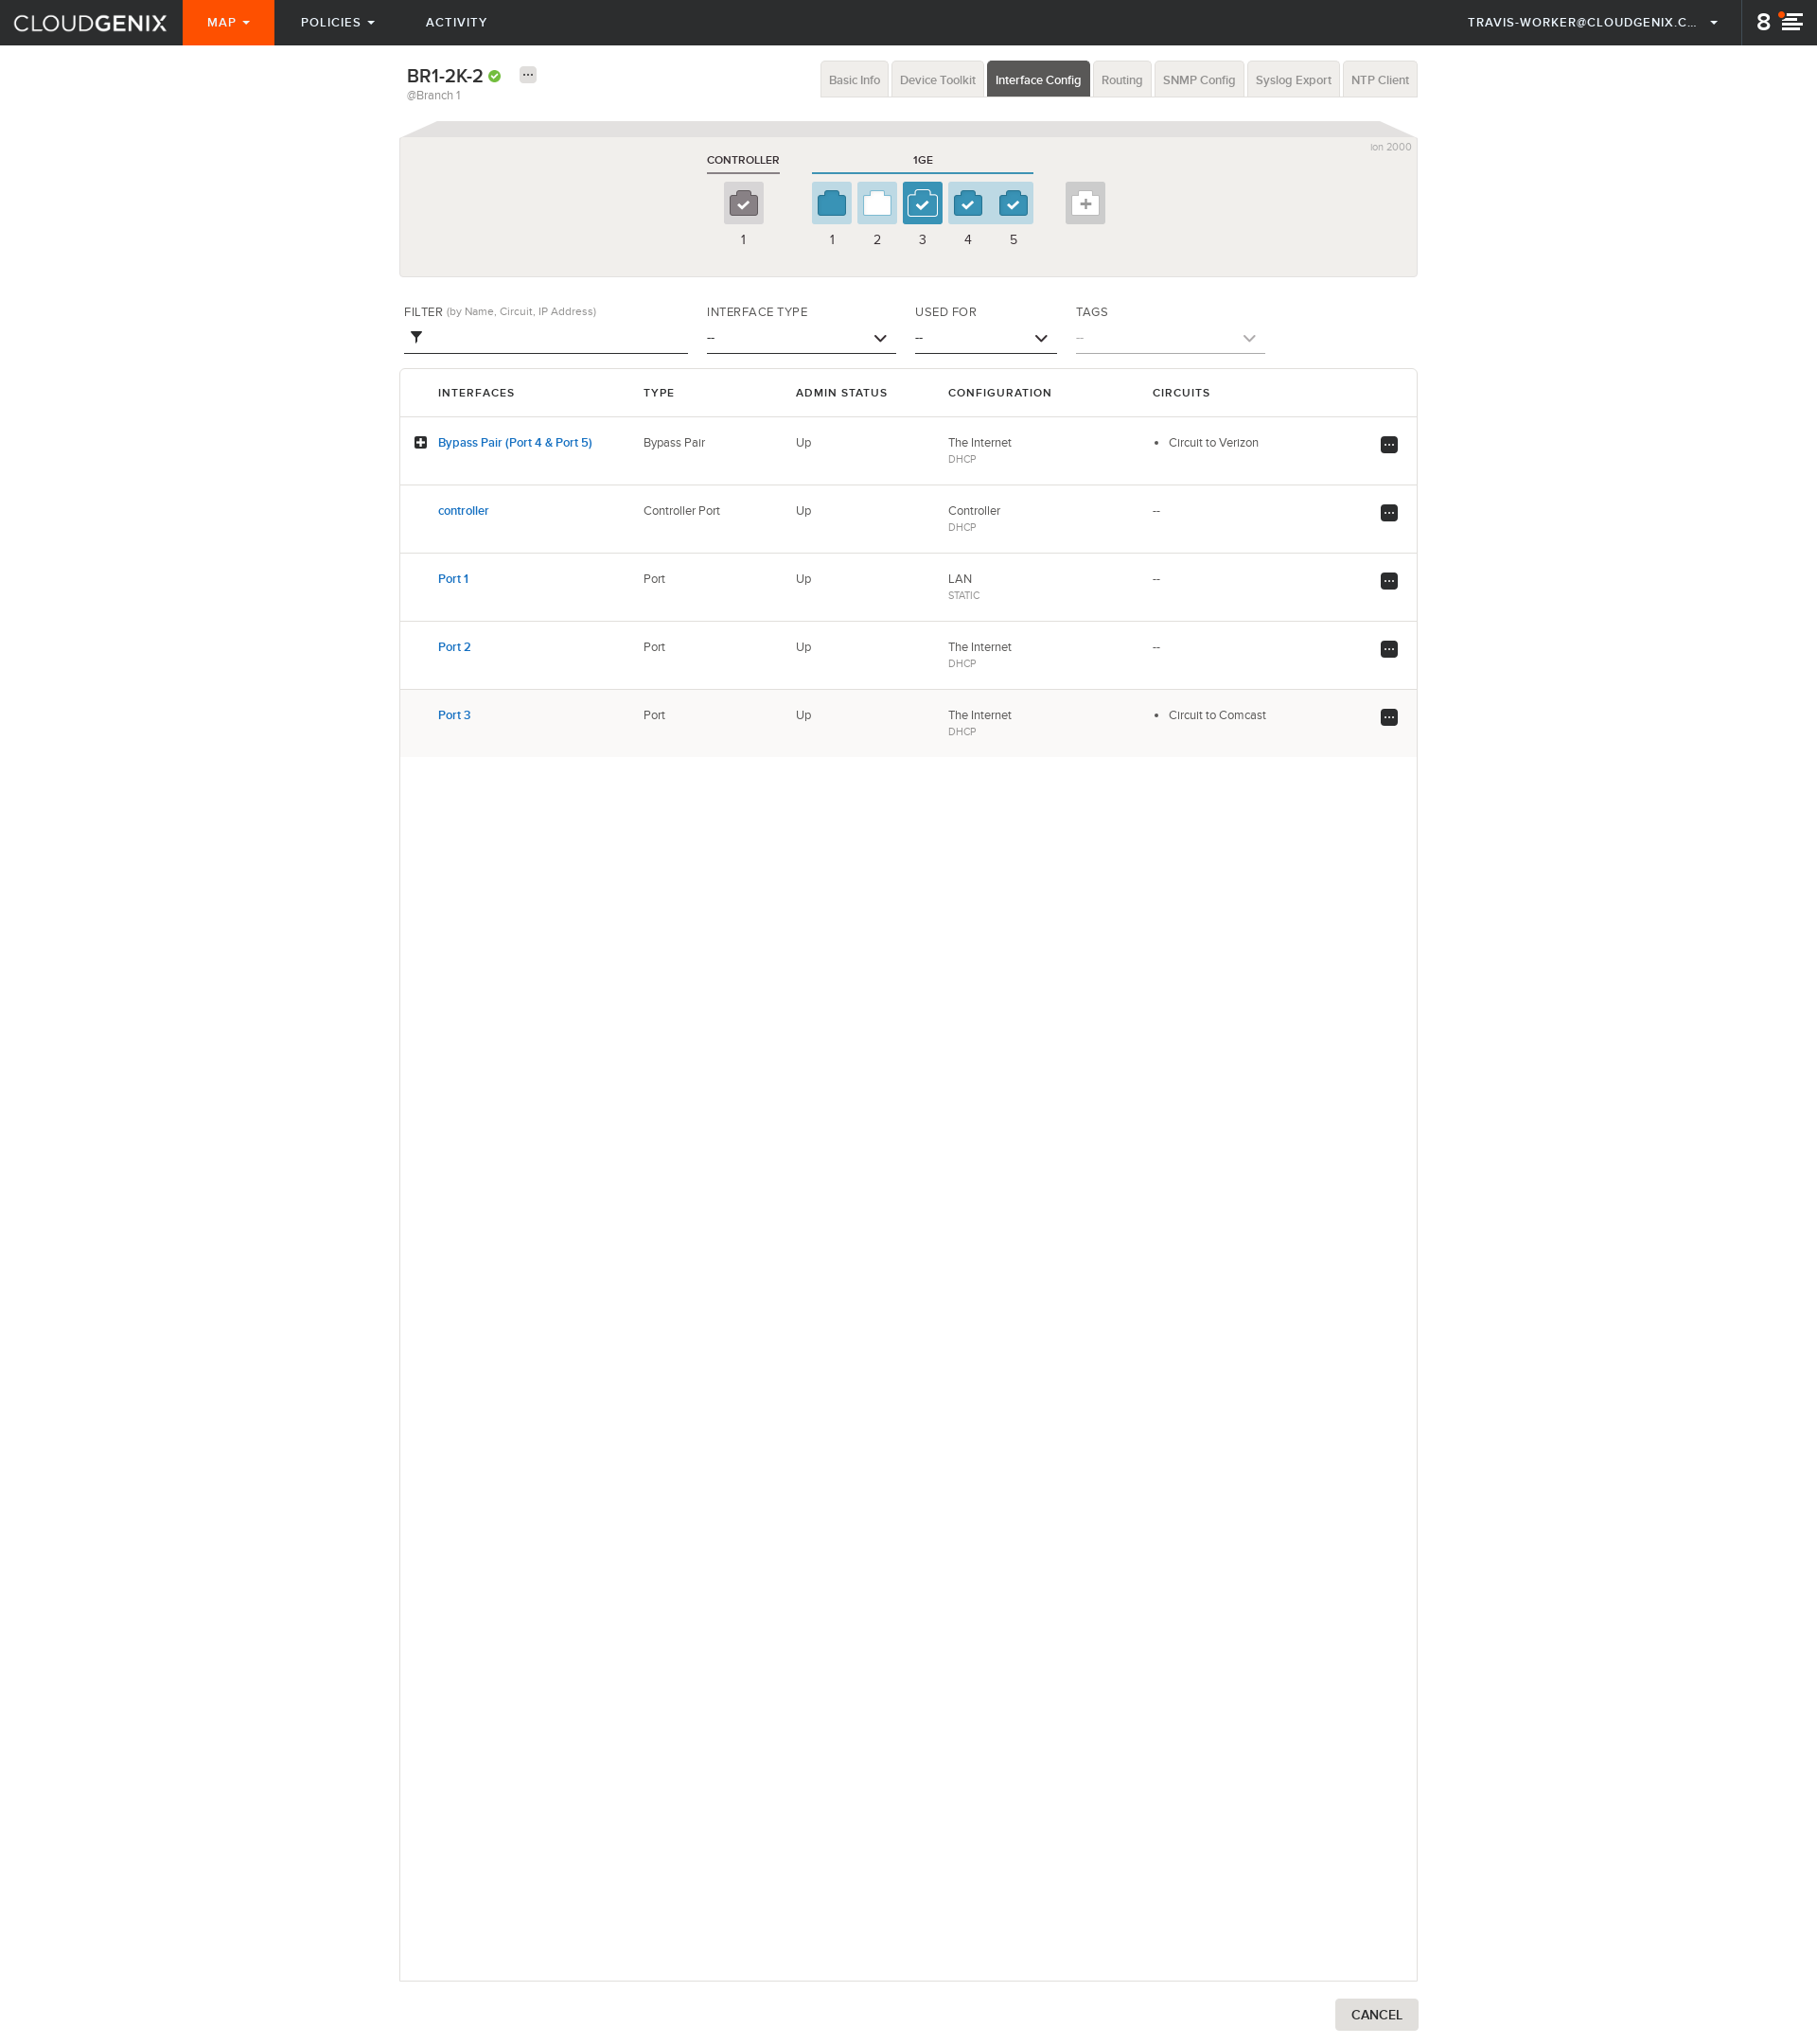 CLOUDGENIX MAP POLICIES ACTIVITY TRAVIS-WORKER@CLOUDGENIX.C... 8
BR1-2K-2
@Branch 1
Basic Info Device Toolkit Interface Config Routing SNMP Config Syslog Export NTP Client
ion 2000
CONTROLLER 1GE
1 1 2 3 4 5
FILTER (by Name, Circuit, IP Address) INTERFACE TYPE USED FOR TAGS
-- -- --
INTERFACES TYPE ADMIN STATUS CONFIGURATION CIRCUITS
Bypass Pair (Port 4 & Port 5) Bypass Pair Up The Internet • Circuit to Verizon
DHCP
controller Controller Port Up Controller --
DHCP
Port 1 Port Up LAN --
STATIC
Port 2 Port Up The Internet --
DHCP
Port 3 Port Up The Internet • Circuit to Comcast
DHCP
CANCEL